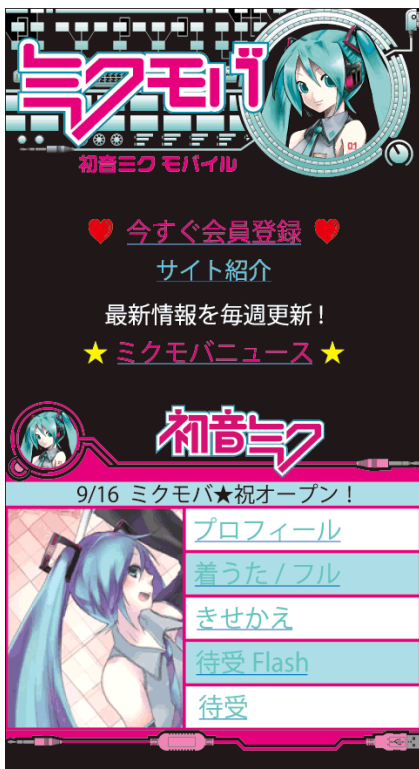 ミクモバ
01
初音ミク モバイル
今すぐ会員登録
サイト紹介
最新情報を毎週更新!
★ ミクモバニュース ★
初音ミク
9/16 ミクモバ★祝オープン!
プロフィール
着うた / フル
きせかえ
待受 Flash
待受